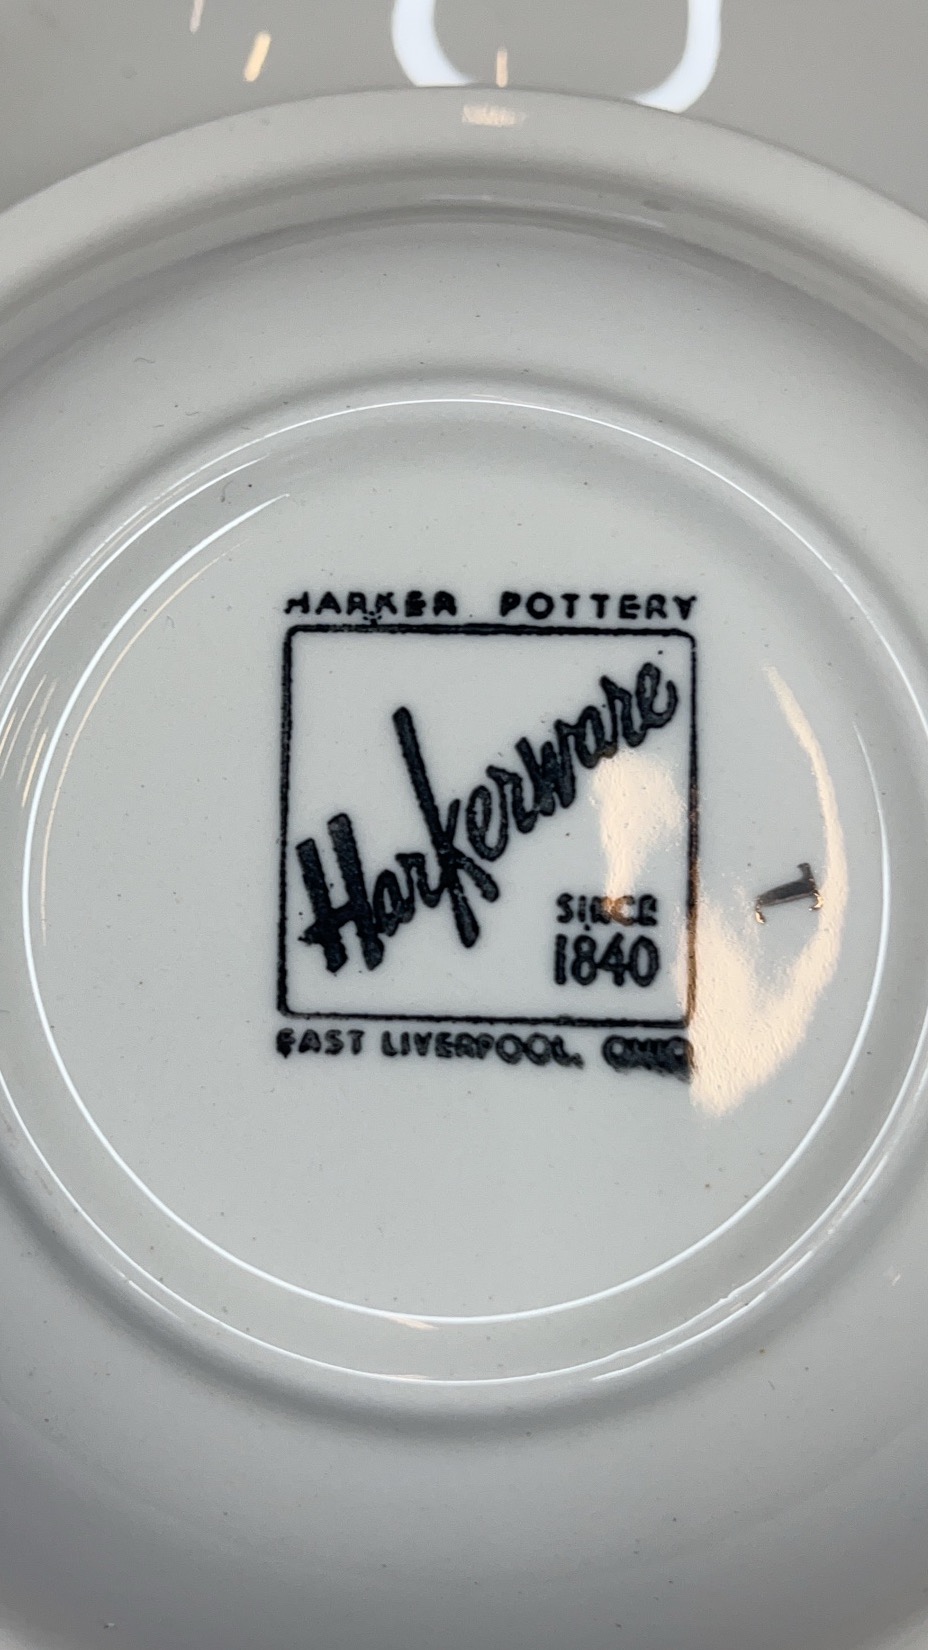 HARKER POTTERY
Harkerware
SINCE
1840
EAST LIVERPOOL, OHIO